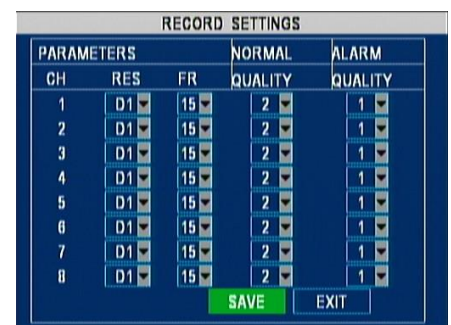 RECORD SETTINGS
PARAMETERS NORMAL ALARM
CH RES FR QUALITY QUALITY
1 D1 15 2 1
2 D1 15 2 1
3 D1 15 2 1
4 D1 15 2 1
5 D1 15 2 1
6 D1 15 2 1
7 D1 15 2 1
8 D1 15 2 1
SAVE EXIT